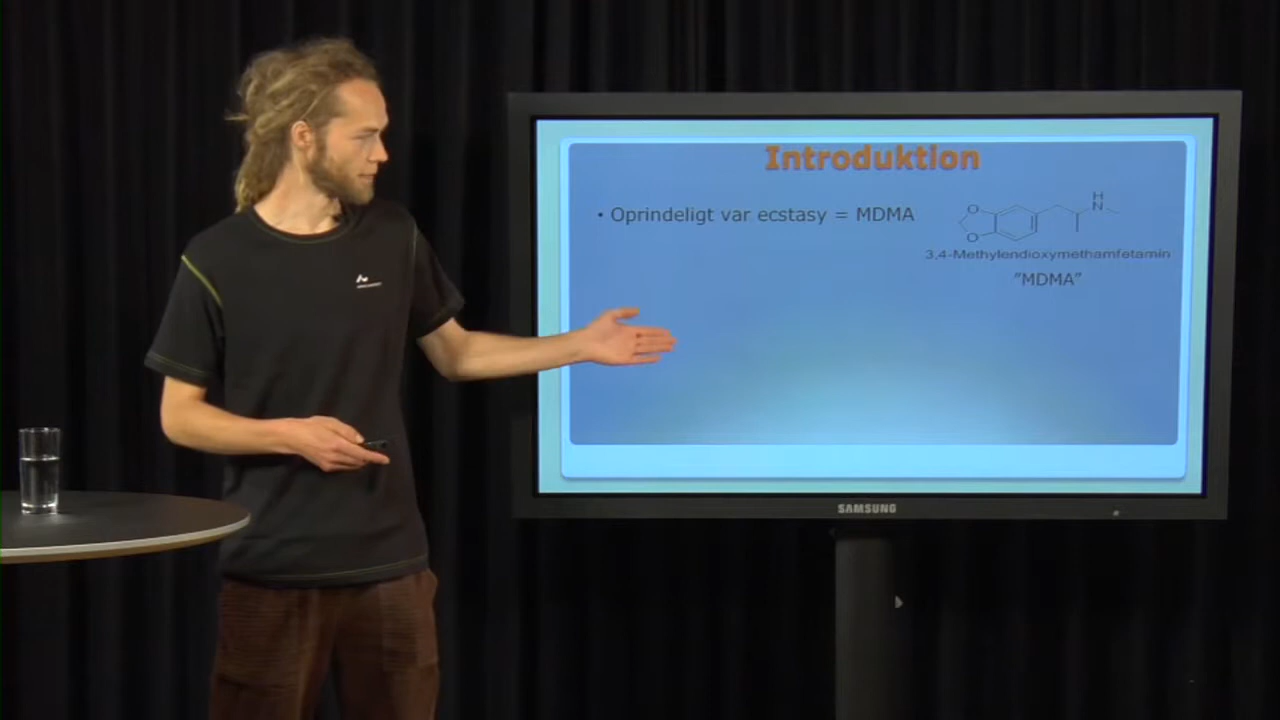 Introduktion
• Oprindeligt var ecstasy = MDMA
H
N
O
O
3,4-Methylendioxymethamfetamin
"MDMA"
SAMSUNG